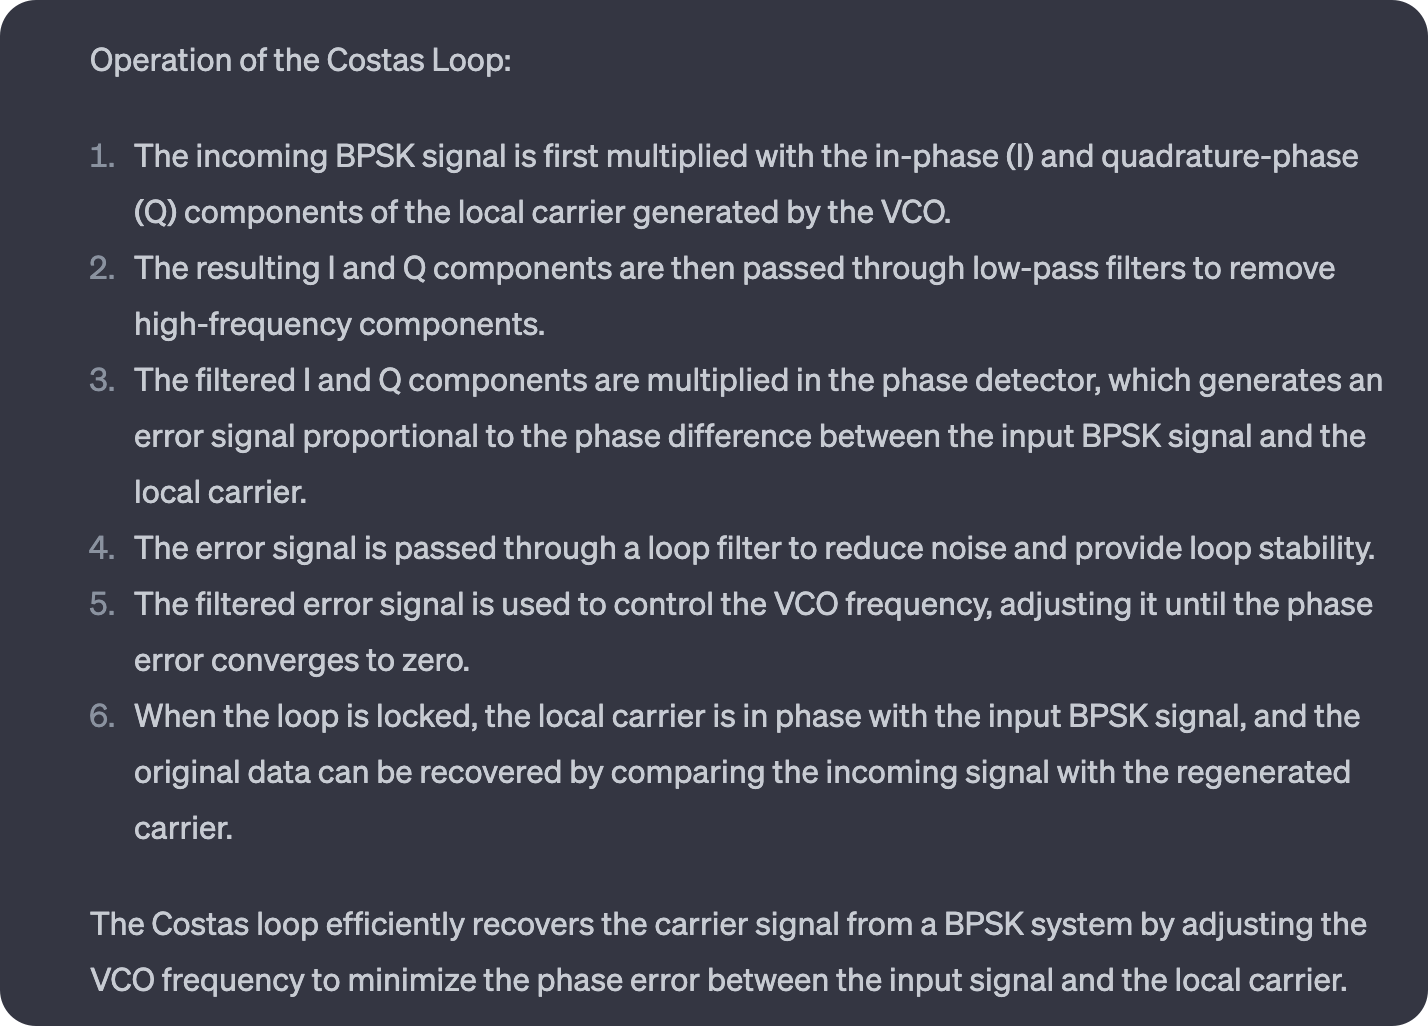 Operation of the Costas Loop:
1. The incoming BPSK signal is first multiplied with the in-phase (I) and quadrature-phase
(Q) components of the local carrier generated by the VCO.
2. The resulting I and Q components are then passed through low-pass filters to remove
high-frequency components.
3. The filtered I and Q components are multiplied in the phase detector, which generates an
error signal proportional to the phase difference between the input BPSK signal and the
local carrier.
4. The error signal is passed through a loop filter to reduce noise and provide loop stability.
5. The filtered error signal is used to control the VCO frequency, adjusting it until the phase
error converges to zero.
6. When the loop is locked, the local carrier is in phase with the input BPSK signal, and the
original data can be recovered by comparing the incoming signal with the regenerated
carrier.
The Costas loop efficiently recovers the carrier signal from a BPSK system by adjusting the
VCO frequency to minimize the phase error between the input signal and the local carrier.